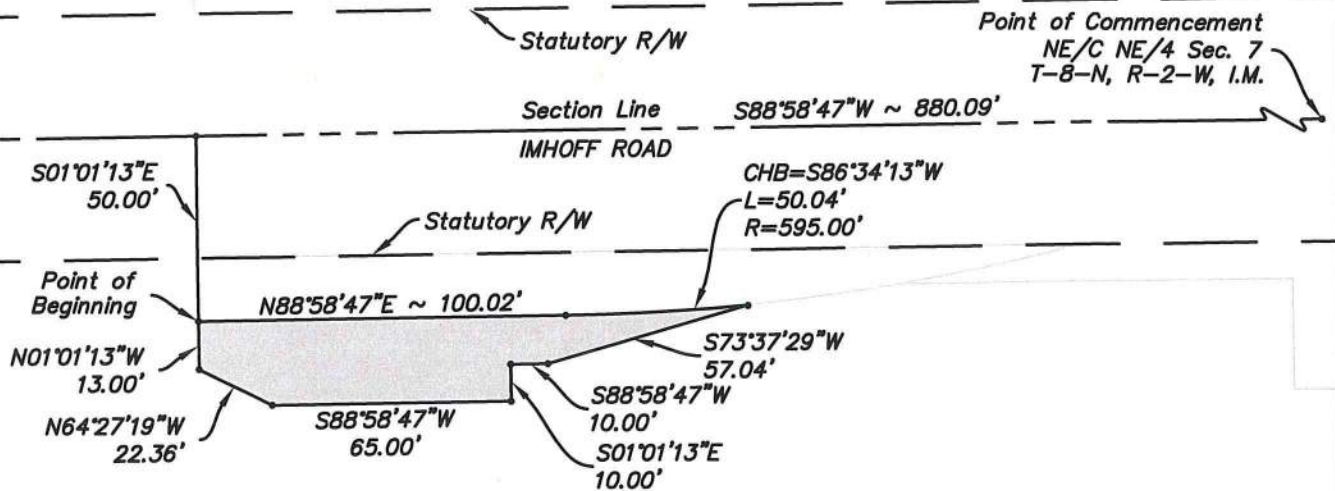 Statutory R/W
Point of Commencement
NE/C NE/4 Sec. 7
T-8-N, R-2-W, I.M.
Section Line
S88°58'47"W ~ 880.09'
IMHOFF ROAD
S01°01'13"E
50.00'
CHB=S86°34'13"W
L=50.04'
R=595.00'
Statutory R/W
Point of
Beginning
N88°58'47"E ~ 100.02'
N01°01'13"W
13.00'
S73°37'29"W
57.04'
S88°58'47"W
10.00'
N64°27'19"W
22.36'
S88°58'47"W
65.00'
S01°01'13"E
10.00'